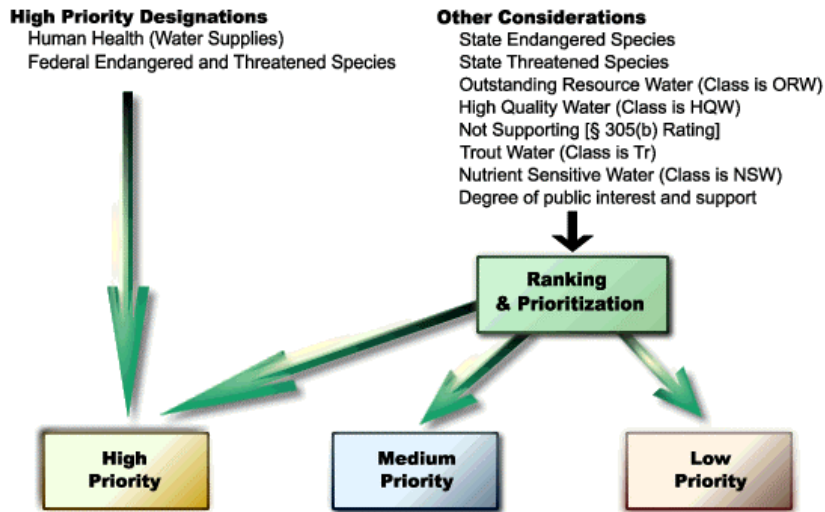 High Priority Designations
Human Health (Water Supplies)
Federal Endangered and Threatened Species
Other Considerations
State Endangered Species
State Threatened Species
Outstanding Resource Water (Class is ORW)
High Quality Water (Class is HQW)
Not Supporting [§ 305(b) Rating]
Trout Water (Class is Tr)
Nutrient Sensitive Water (Class is NSW)
Degree of public interest and support
Ranking
& Prioritization
High
Priority
Medium
Priority
Low
Priority